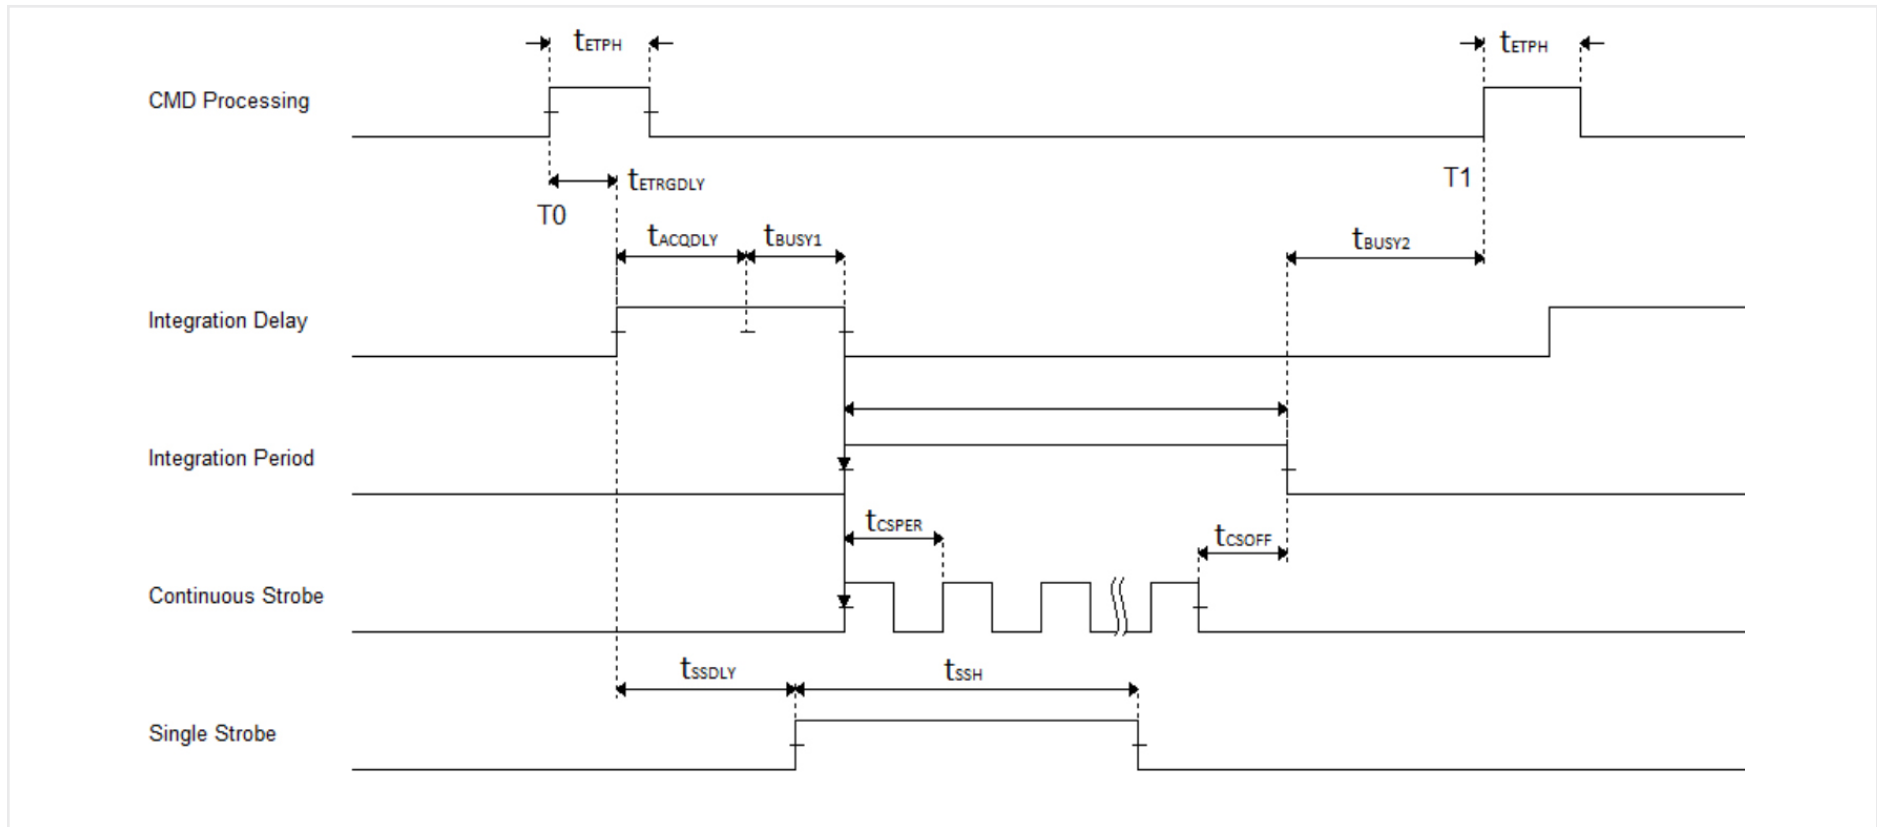 tETPH
tETPH
CMD Processing
tETRGDLY
T1
T0
tACQDLY
tBUSY1
tBUSY2
Integration Delay
Integration Period
tCSPER
tCSOFF
Continuous Strobe
tSSDLY
tSSH
Single Strobe